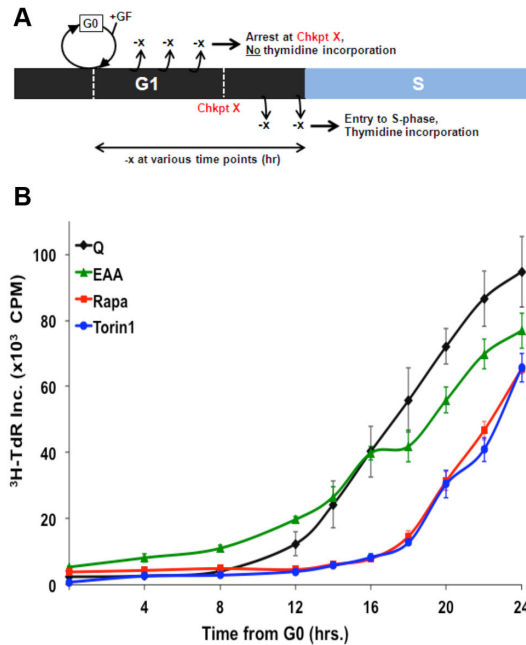 A
G0
+GF
-x
-x
-x
Arrest at Chkpt X,
No thymidine incorporation
G1
S
Chkpt X
-x
-x
Entry to S-phase,
Thymidine incorporation
-x at various time points (hr)
B
Q
EAA
Rapa
Torin1
³H-TdR Inc. (x10³ CPM)
100
80
60
40
20
0
4
8
12
16
20
24
Time from G0 (hrs.)